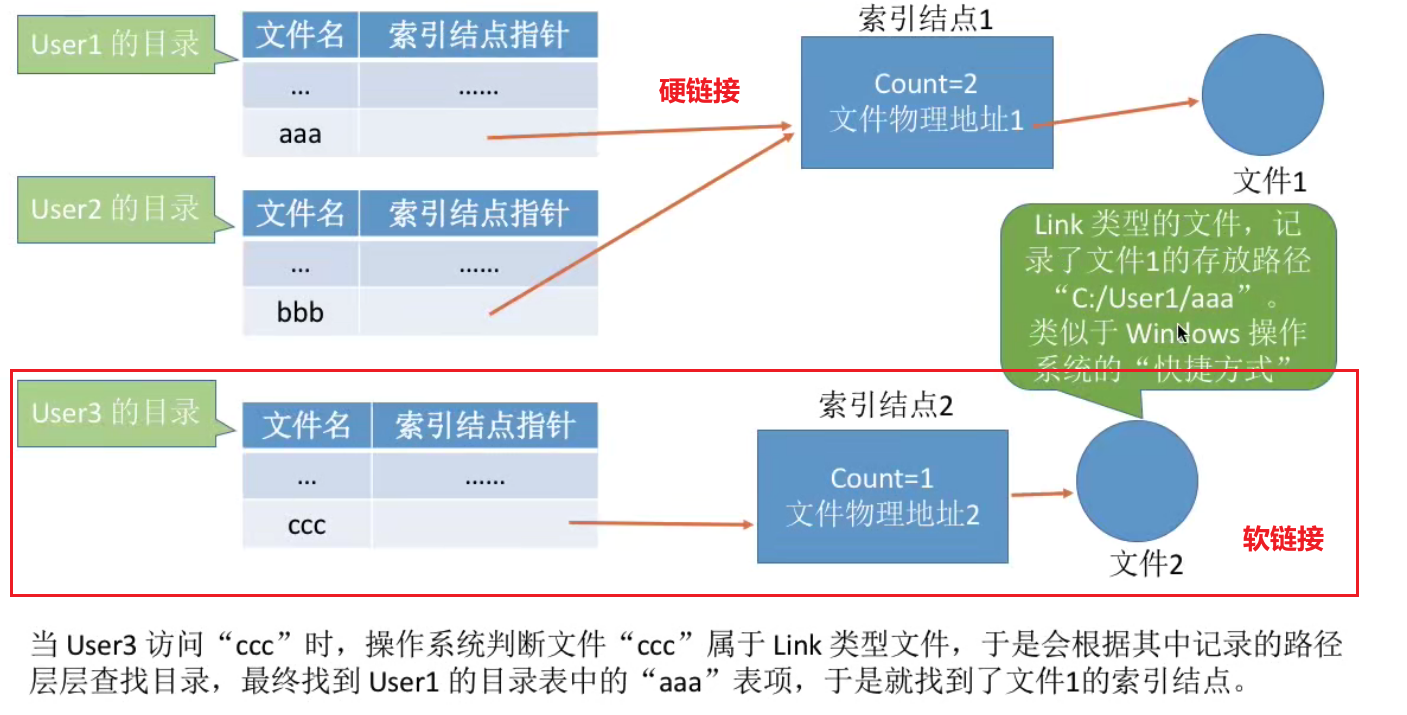 User1 的目录
文件名 索引结点指针
... ......
aaa
硬链接
索引结点1
Count=2
文件物理地址1
文件1
User2 的目录
文件名 索引结点指针
... ......
bbb
Link 类型的文件，记
录了文件1的存放路径
“C:/User1/aaa”。
类似于 Windows 操作
系统的“快捷方式”
User3 的目录
文件名 索引结点指针
... ......
ccc
索引结点2
Count=1
文件物理地址2
文件2
软链接
当 User3 访问“ccc”时，操作系统判断文件“ccc”属于 Link 类型文件，于是会根据其中记录的路径
层层查找目录，最终找到 User1 的目录表中的“aaa”表项，于是就找到了文件1的索引结点。